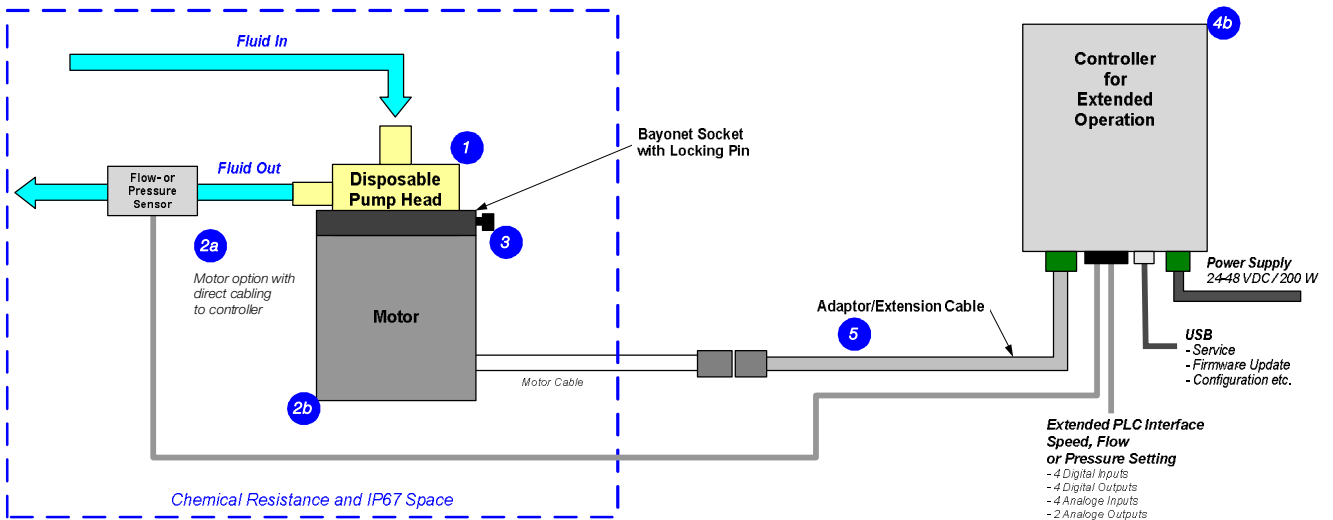 Fluid In
4b
Controller
for
Extended
Operation
Bayonet Socket
with Locking Pin
1
Fluid Out
Flow- or
Pressure
Sensor
Disposable
Pump Head
2a
3
Motor option with
direct cabling
to controller
Power Supply
24-48 VDC / 200 W
Motor
Adaptor/Extension Cable
5
USB
- Service
- Firmware Update
- Configuration etc.
Motor Cable
2b
Extended PLC Interface
Speed, Flow
or Pressure Setting
- 4 Digital Inputs
- 4 Digital Outputs
- 4 Analoge Inputs
- 2 Analoge Outputs
Chemical Resistance and IP67 Space